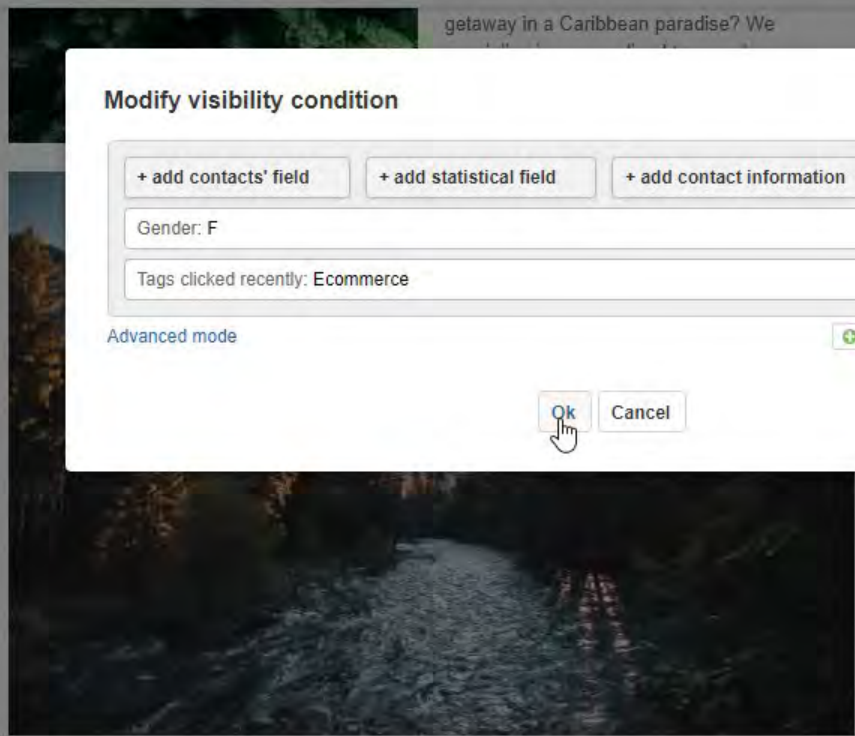 getaway in a Caribbean paradise? We
Modify visibility condition
+ add contacts' field
+ add statistical field
+ add contact information
Gender: F
Tags clicked recently: Ecommerce
Advanced mode
Ok
Cancel